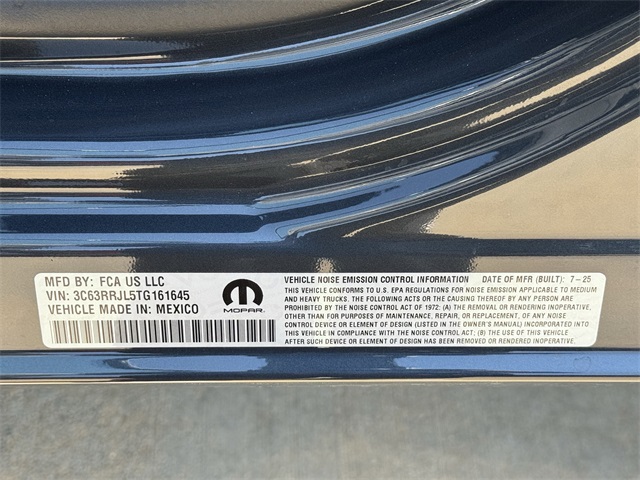 MFD BY: FCA US LLC
VIN: 3C63RRJL5TG161645
VEHICLE MADE IN: MEXICO
MOPAR®
VEHICLE NOISE EMISSION CONTROL INFORMATION DATE OF MFR (BUILT): 7-25
THIS VEHICLE CONFORMS TO U.S. EPA REGULATIONS FOR NOISE EMISSION APPLICABLE TO MEDIUM
AND HEAVY TRUCKS. THE FOLLOWING ACTS OR THE CAUSING THEREOF BY ANY PERSON
ARE PROHIBITED BY THE NOISE CONTROL ACT OF 1972: (A) THE REMOVAL OR RENDERING INOPERATIVE,
OTHER THAN FOR PURPOSES OF MAINTENANCE, REPAIR, OR REPLACEMENT, OF ANY NOISE
CONTROL DEVICE OR ELEMENT OF DESIGN (LISTED IN THE OWNER'S MANUAL) INCORPORATED INTO
THIS VEHICLE IN COMPLIANCE WITH THE NOISE CONTROL ACT; (B) THE USE OF THIS VEHICLE
AFTER SUCH DEVICE OR ELEMENT OF DESIGN HAS BEEN REMOVED OR RENDERED INOPERATIVE.